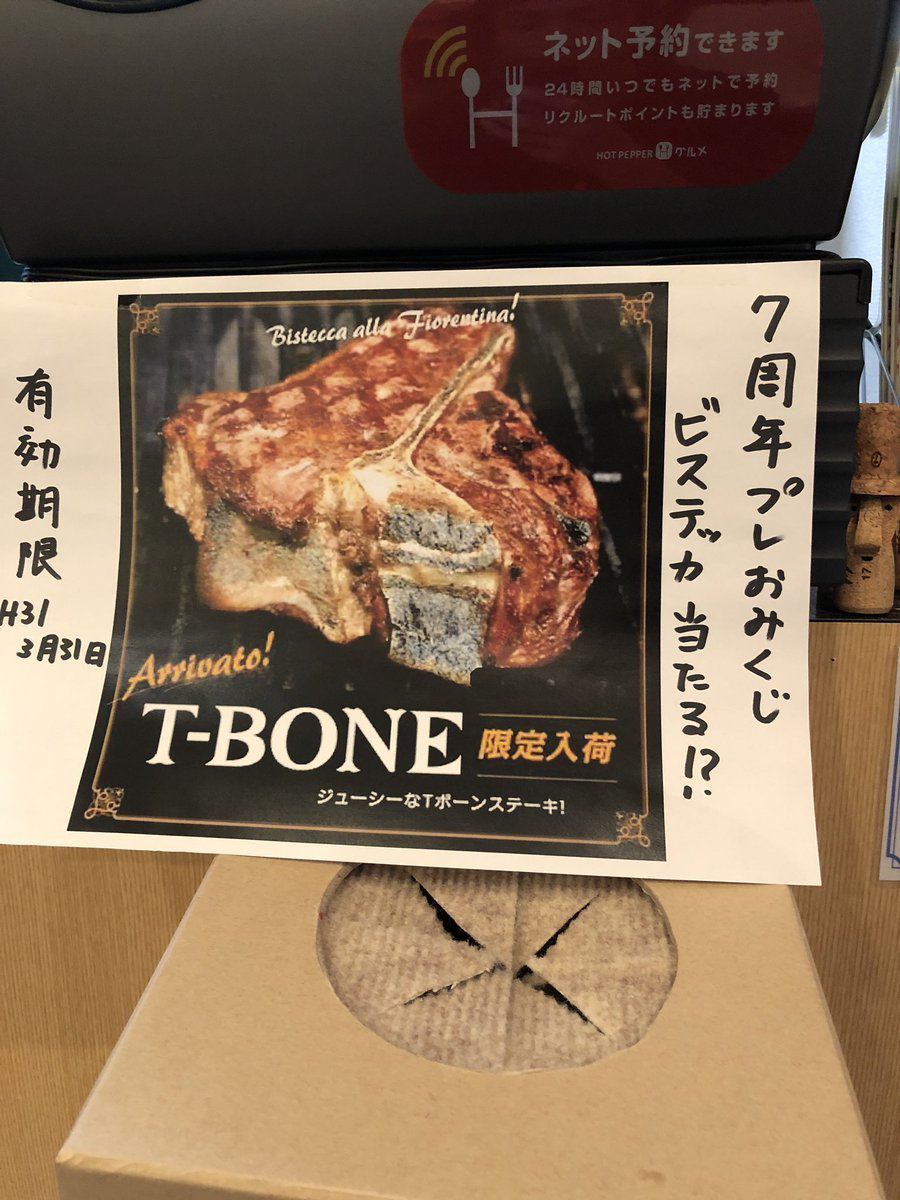 ネット予約できます
24時間いつでもネットで予約
リクルートポイントも貯まります
HOT PEPPER グルメ
7周年プレおみくじ
ビステッカ当たる!?
Bistecca alla Fiorentina!
Arrivato!
T-BONE 限定入荷
ジューシーなTボーンステーキ!
有効期限
H31
3月31日